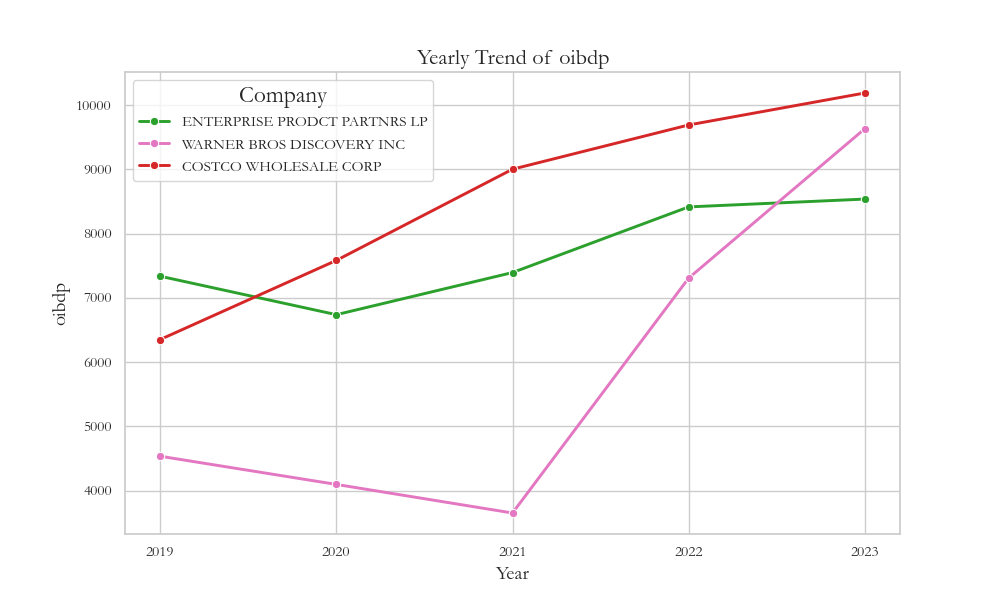 Yearly Trend of oibdp
Company
ENTERPRISE PRODCT PARTNRS LP
WARNER BROS DISCOVERY INC
COSTCO WHOLESALE CORP
10000
9000
8000
7000
6000
5000
4000
oibdp
2019 2020 2021 2022 2023
Year